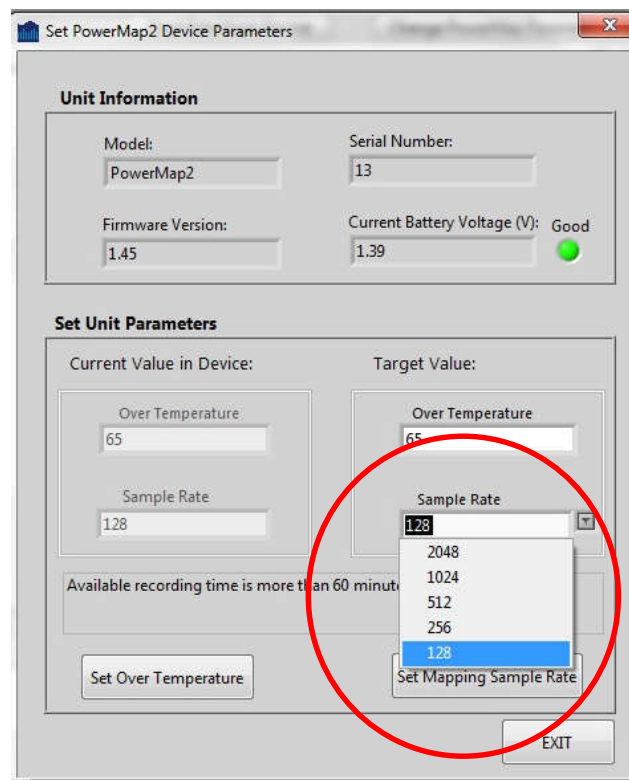 Set PowerMap2 Device Parameters
Unit Information
Model:
PowerMap2
Serial Number:
13
Firmware Version:
1.45
Current Battery Voltage (V):
1.39
Good
Set Unit Parameters
Current Value in Device:
Target Value:
Over Temperature
65
Over Temperature
65
Sample Rate
128
Sample Rate
128
2048
1024
512
256
128
Available recording time is more than 60
Set Over Temperature
Set Mapping Sample Rate
EXIT